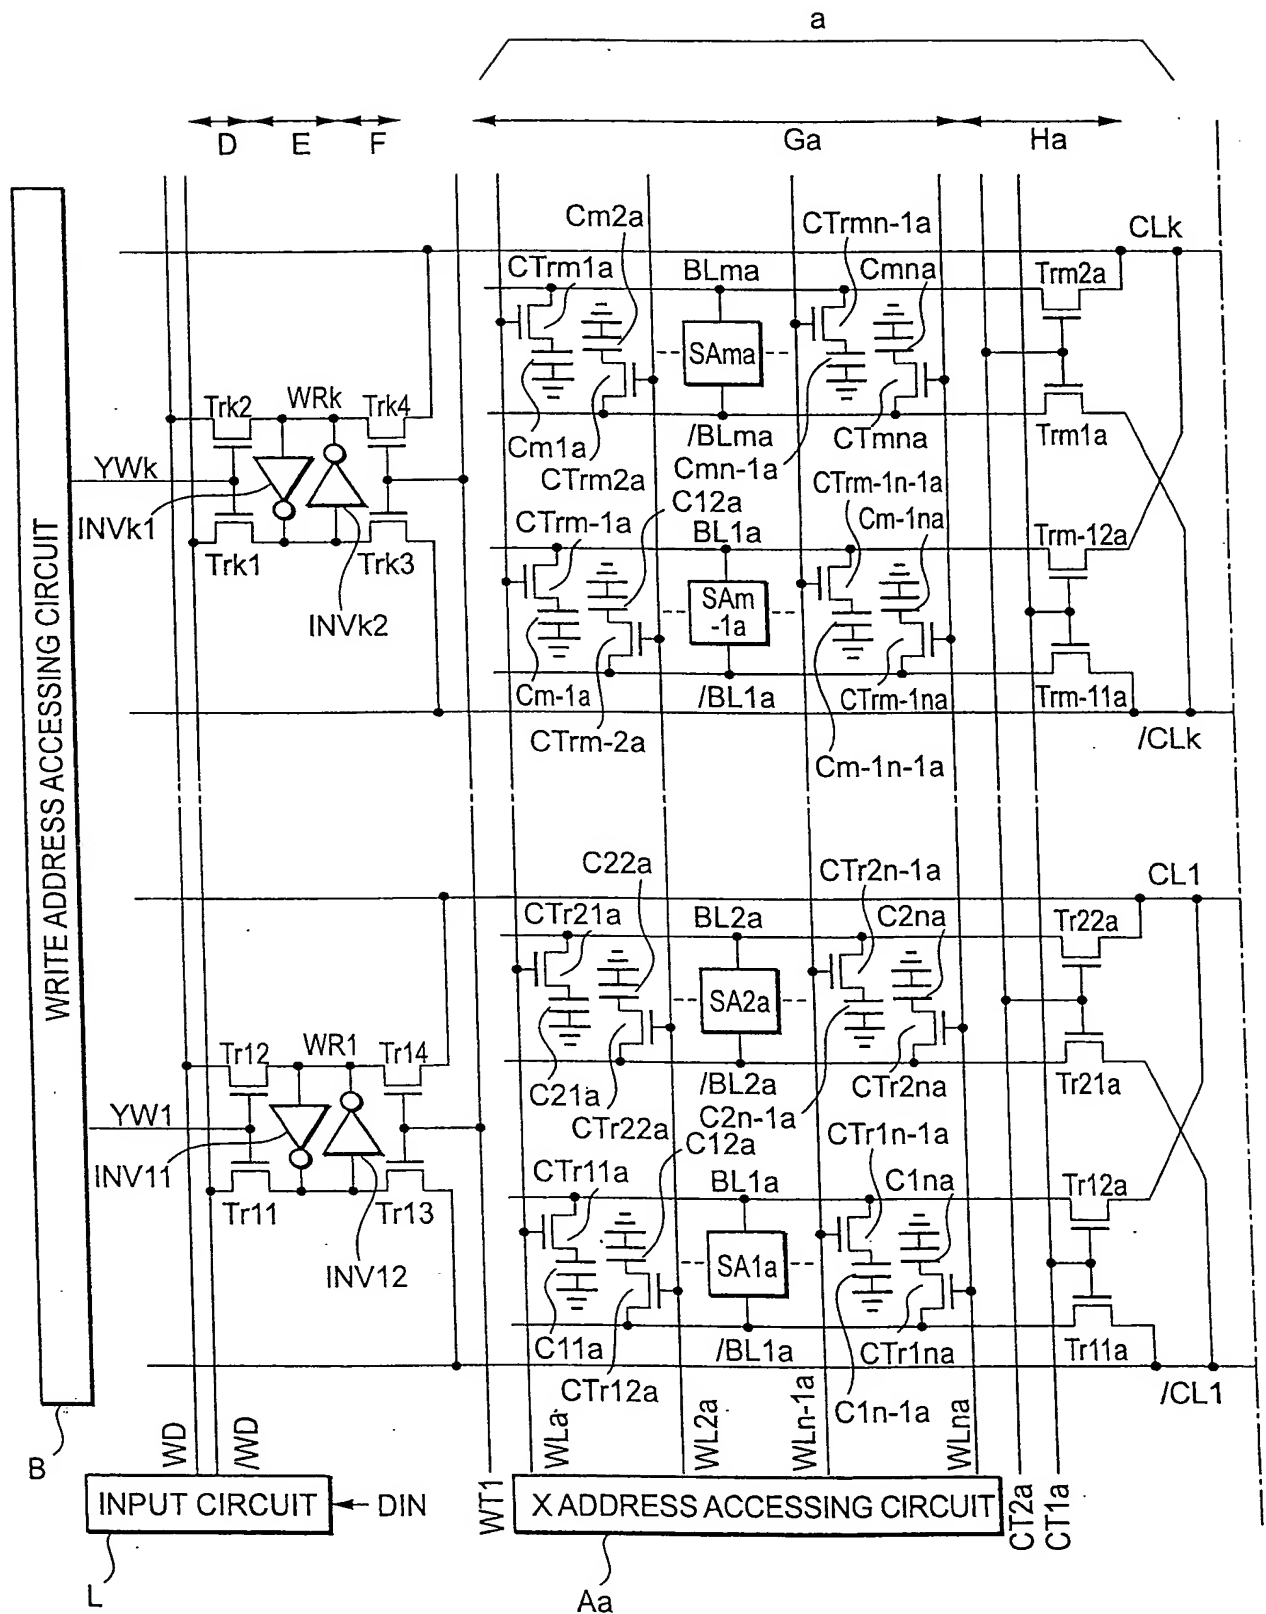 a
D
E
F
Ga
Ha
Cm2a
CTrmn-1a
CLk
CTrm1a
BLma
Cmna
Trm2a
SAma
WRk
Trk2
Trk4
Cm1a
/BLma
CTmna
Trm1a
YWk
CTrm2a
Cmn-1a
CTrm-1n-1a
INVk1
C12a
CTrm-1a
BL1a
Cm-1na
Trm-12a
Trk1
Trk3
SAm
-1a
INVk2
Cm-1a
/BL1a
CTrm-1na
Trm-11a
CTrm-2a
Cm-1n-1a
/CLk
WRITE ADDRESS ACCESSING CIRCUIT
C22a
CTr2n-1a
CL1
CTr21a
BL2a
C2na
Tr22a
SA2a
Tr12
WR1
Tr14
C21a
/BL2a
CTr2na
Tr21a
YW1
CTr22a
C2n-1a
INV11
C12a
CTr1n-1a
CTr11a
BL1a
C1na
Tr12a
Tr11
Tr13
INV12
SA1a
C11a
/BL1a
CTr1na
Tr11a
CTr12a
C1n-1a
/CL1
B
WD
/WD
WT1
WLa
WL2a
WLn-1a
WLna
CT2a
CT1a
INPUT CIRCUIT
DIN
X ADDRESS ACCESSING CIRCUIT
L
Aa